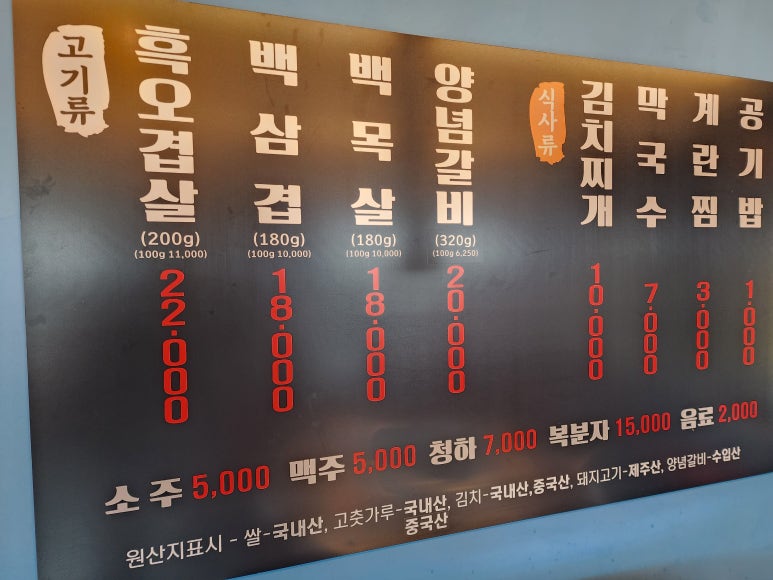 고기류
흑오겹살
(200g)
(100g 11,000)
22.000
백삼겹
(180g)
(100g 10,000)
18.000
백목살
(180g)
(100g 10,000)
18.000
양념갈비
(320g)
(100g 6,250)
20.000
식사류
김치찌개
10.000
막국수
7.000
계란찜
3.000
공기밥
1.000
소주 5,000 맥주 5,000 청하 7,000 복분자 15,000 음료 2,000
원산지표시 - 쌀-국내산, 고춧가루-국내산, 김치-국내산,중국산, 돼지고기-제주산, 양념갈비-수입산
중국산